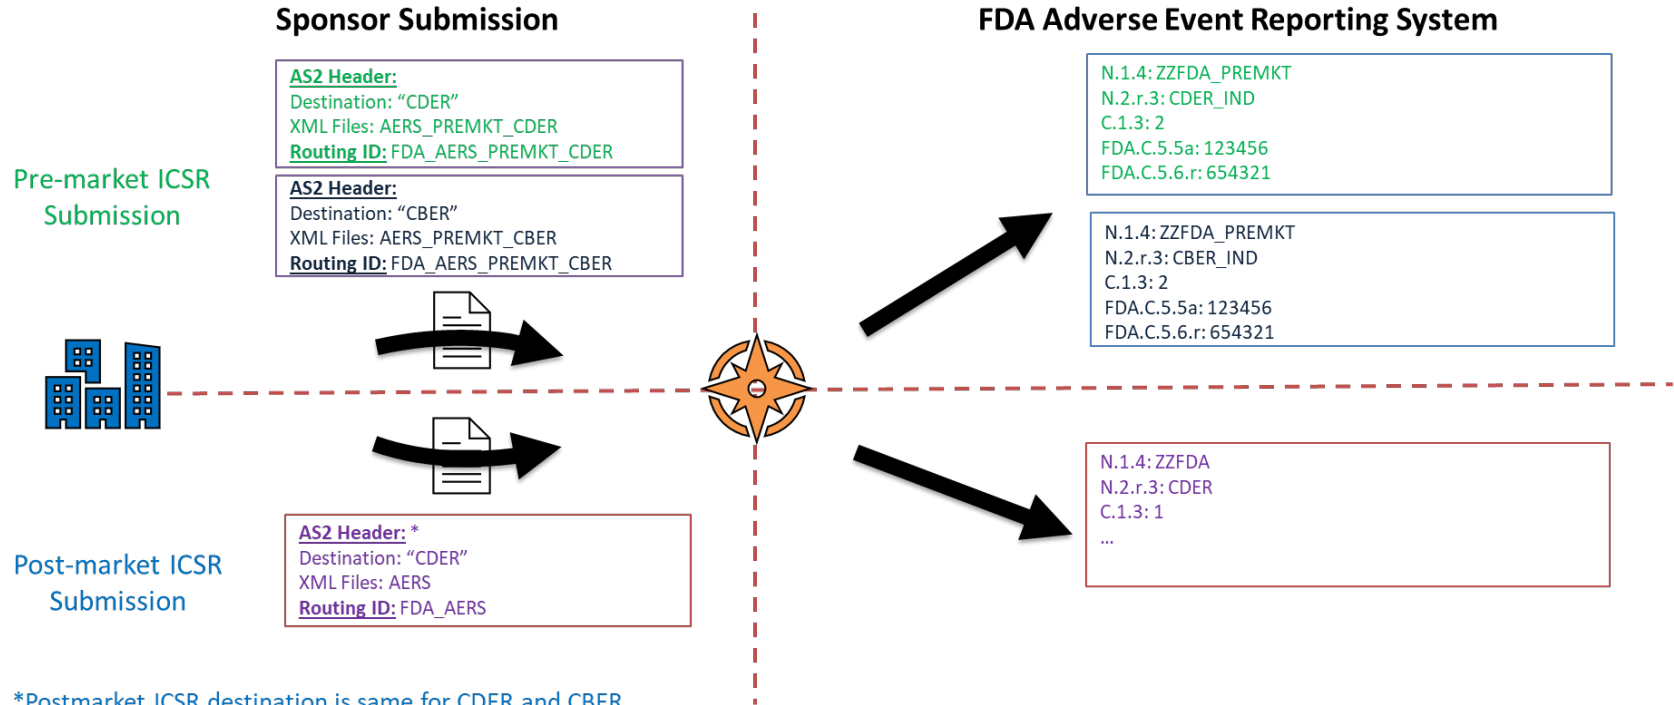 Sponsor Submission
FDA Adverse Event Reporting System
Pre-market ICSR
Submission
AS2 Header:
Destination: “CDER”
XML Files: AERS_PREMKT_CDER
Routing ID: FDA_AERS_PREMKT_CDER
AS2 Header:
Destination: “CBER”
XML Files: AERS_PREMKT_CBER
Routing ID: FDA_AERS_PREMKT_CBER
N.1.4: ZZFDA_PREMKT
N.2.r.3: CDER_IND
C.1.3: 2
FDA.C.5.5a: 123456
FDA.C.5.6.r: 654321
N.1.4: ZZFDA_PREMKT
N.2.r.3: CBER_IND
C.1.3: 2
FDA.C.5.5a: 123456
FDA.C.5.6.r: 654321
Post-market ICSR
Submission
AS2 Header: *
Destination: “CDER”
XML Files: AERS
Routing ID: FDA_AERS
N.1.4: ZZFDA
N.2.r.3: CDER
C.1.3: 1
...
*Postmarket ICSR destination is same for CDER and CBER